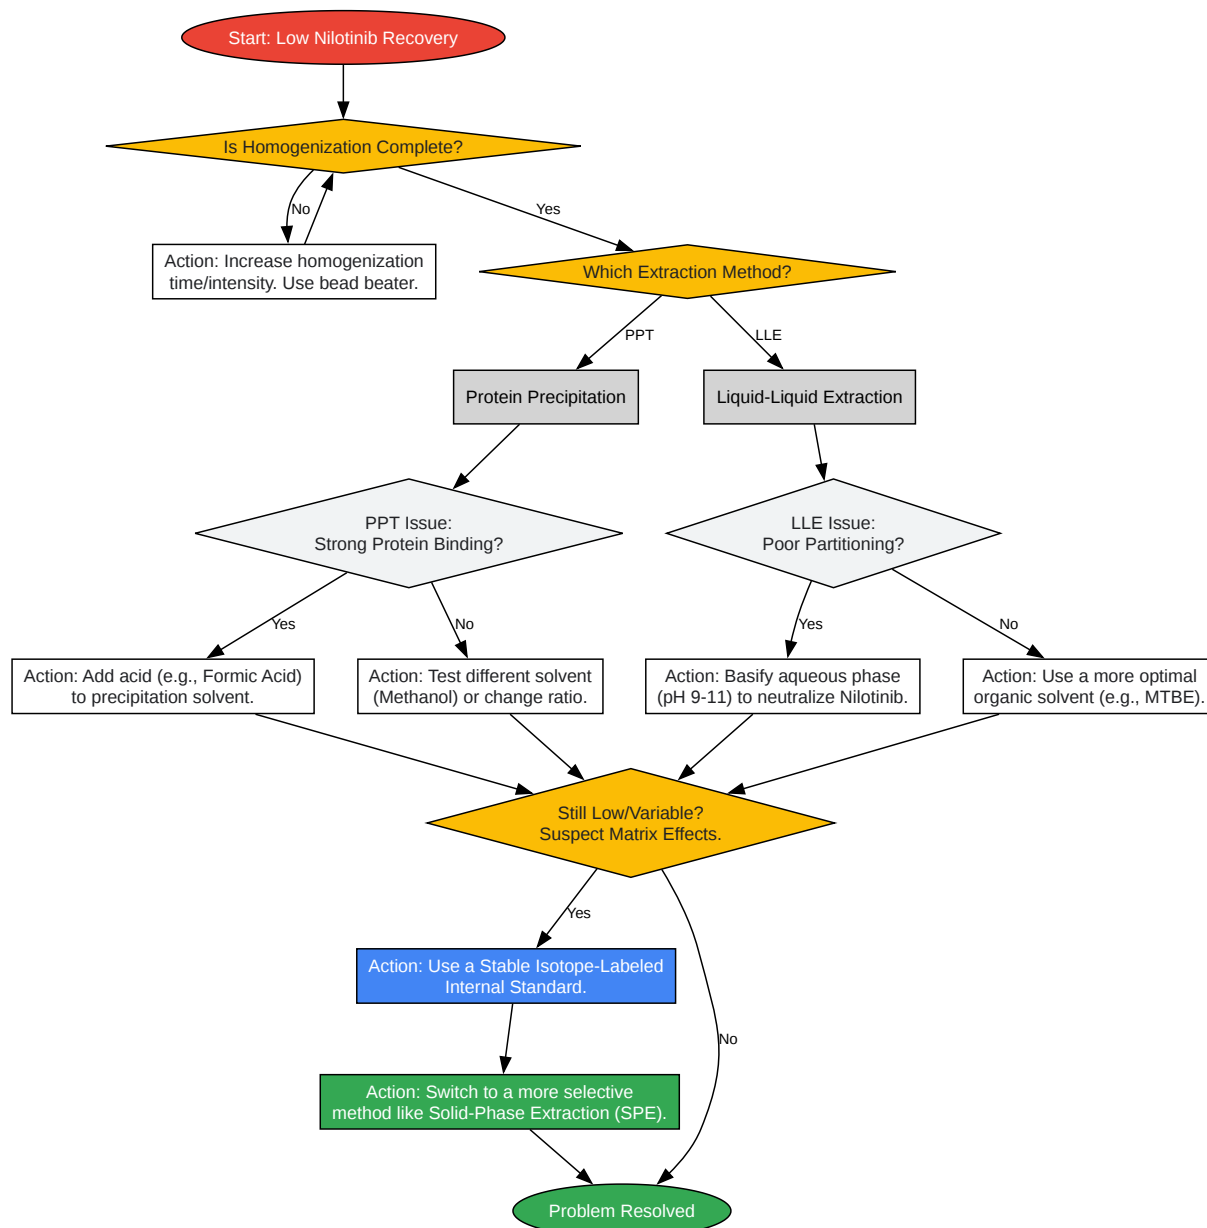 Start: Low Nilotinib Recovery
Is Homogenization Complete?
No
Yes
Action: Increase homogenization
time/intensity. Use bead beater.
Which Extraction Method?
PPT
LLE
Protein Precipitation
Liquid-Liquid Extraction
PPT Issue:
Strong Protein Binding?
LLE Issue:
Poor Partitioning?
Yes
No
Yes
No
Action: Add acid (e.g., Formic Acid)
to precipitation solvent.
Action: Test different solvent
(Methanol) or change ratio.
Action: Basify aqueous phase
(pH 9-11) to neutralize Nilotinib.
Action: Use a more optimal
organic solvent (e.g., MTBE).
Still Low/Variable?
Suspect Matrix Effects.
Yes
Action: Use a Stable Isotope-Labeled
Internal Standard.
No
Action: Switch to a more selective
method like Solid-Phase Extraction (SPE).
Problem Resolved